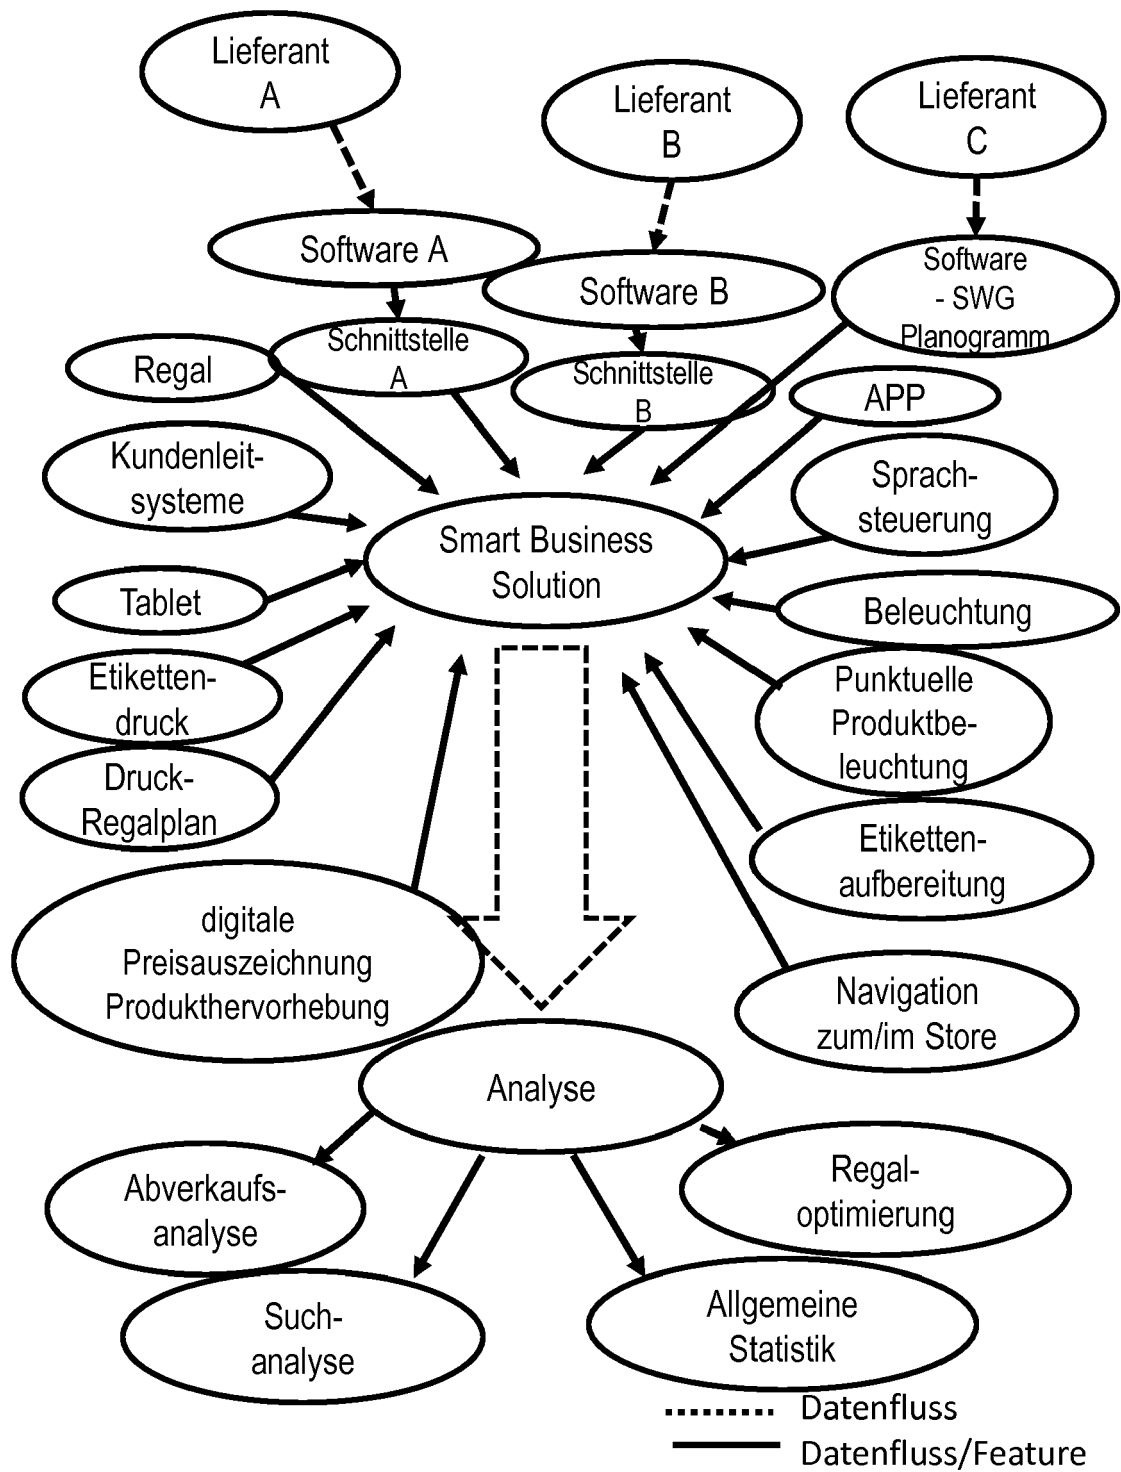 Lieferant
A
Lieferant
B
Lieferant
C
Software A
Software B
Software
- SWG
Planogramm
Schnittstelle
A
Schnittstelle
B
Regal
APP
Kundenleit-
systeme
Sprach-
steuerung
Smart Business
Solution
Tablet
Beleuchtung
Etiketten-
druck
Punktuelle
Produktbe-
leuchtung
Druck-
Regalplan
Etiketten-
aufbereitung
digitale
Preisauszeichnung
Produkthervorhebung
Navigation
zum/im Store
Analyse
Abverkaufs-
analyse
Regal-
optimierung
Such-
analyse
Allgemeine
Statistik
Datenfluss
Datenfluss/Feature